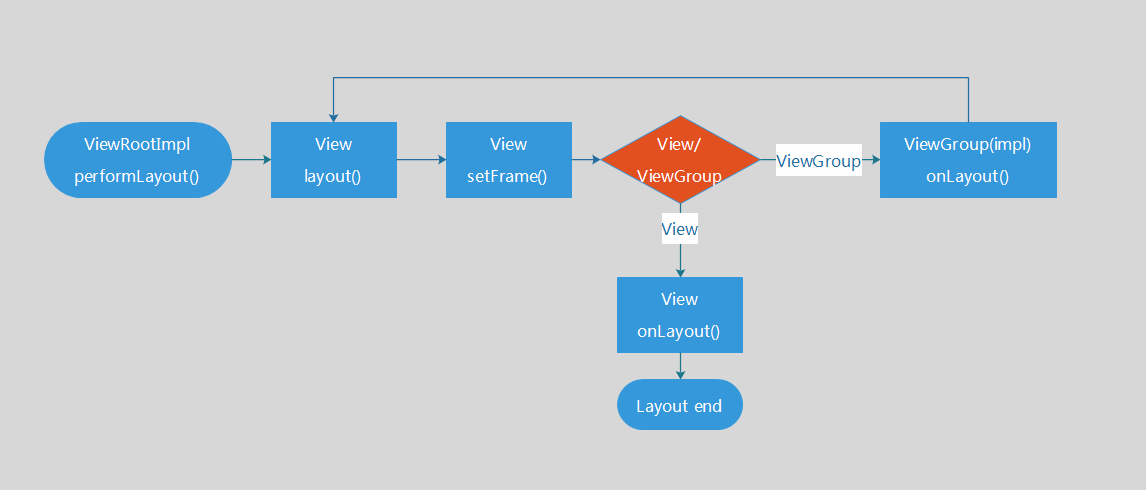 ViewRootImpl
performLayout()
View
layout()
View
setFrame()
View/
ViewGroup
ViewGroup
ViewGroup(impl)
onLayout()
View
View
onLayout()
Layout end